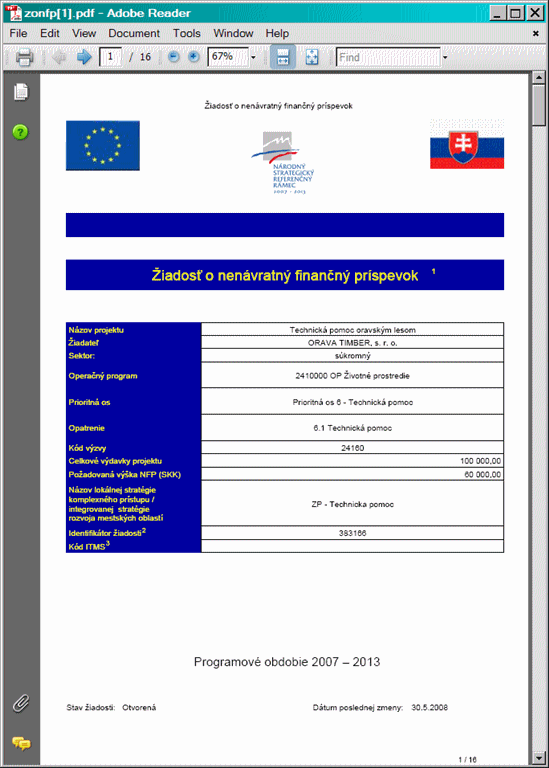 zonfp[1].pdf - Adobe Reader
File Edit View Document Tools Window Help
1 / 16 67% Find
Žiadosť o nenávratný finančný príspevok
NÁRODNÝ
STRATEGICKÝ
REFERENČNÝ
RÁMEC
2007 - 2013
Žiadosť o nenávratný finančný príspevok 1
Názov projektu Technická pomoc oravským lesom
Žiadateľ ORAVA TIMBER, s. r. o.
Sektor: súkromný
Operačný program 2410000 OP Životné prostredie
Prioritná os Prioritná os 6 - Technická pomoc
Opatrenie 6.1 Technická pomoc
Kód výzvy 24160
Celkové výdavky projektu 100 000,00
Požadovaná výška NFP (SKK) 60 000,00
Názov lokálnej stratégie
komplexného prístupu /
integrovanej stratégie
rozvoja mestských oblastí
ZP - Technicka pomoc
Identifikátor žiadosti2 383166
Kód ITMS3
Programové obdobie 2007 – 2013
Stav žiadosti: Otvorená Dátum poslednej zmeny: 30.5.2008
1 / 16